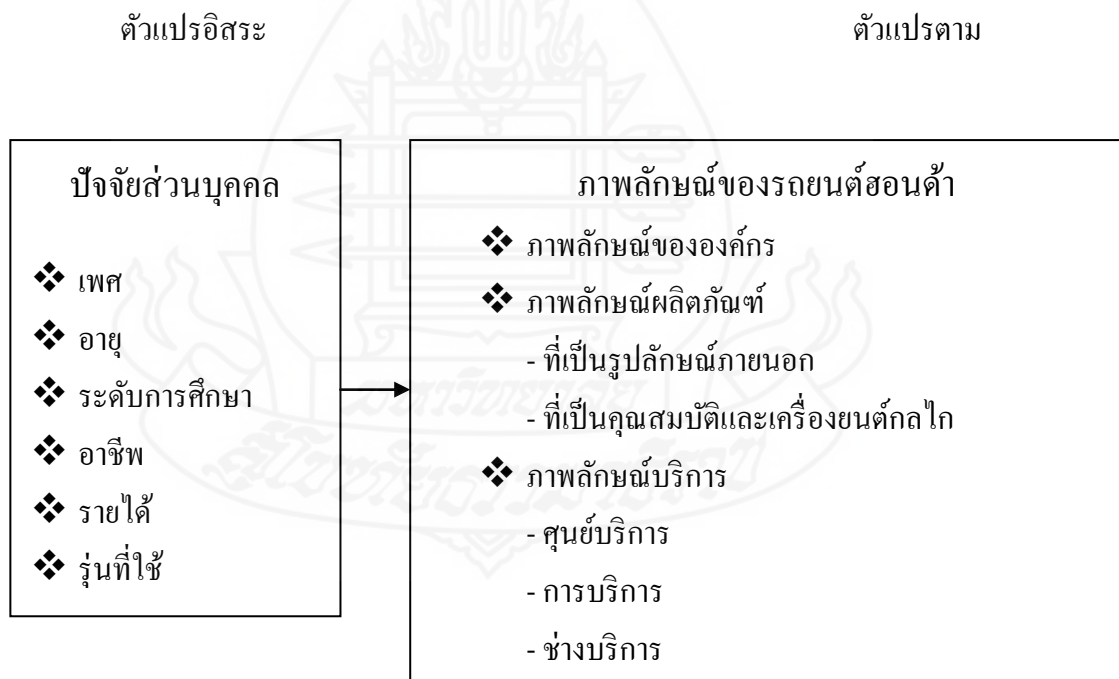 ตัวแปรอิสระ
ตัวแปรตาม
ปัจจัยส่วนบุคคล
❖ เพศ
❖ อายุ
❖ ระดับการศึกษา
❖ อาชีพ
❖ รายได้
❖ รุ่นที่ใช้
ภาพลักษณ์ของรถยนต์ฮอนด้า
❖ ภาพลักษณ์ขององค์กร
❖ ภาพลักษณ์ผลิตภัณฑ์
- ที่เป็นรูปลักษณ์ภายนอก
- ที่เป็นคุณสมบัติและเครื่องยนต์กลไก
❖ ภาพลักษณ์บริการ
- ศูนย์บริการ
- การบริการ
- ช่างบริการ